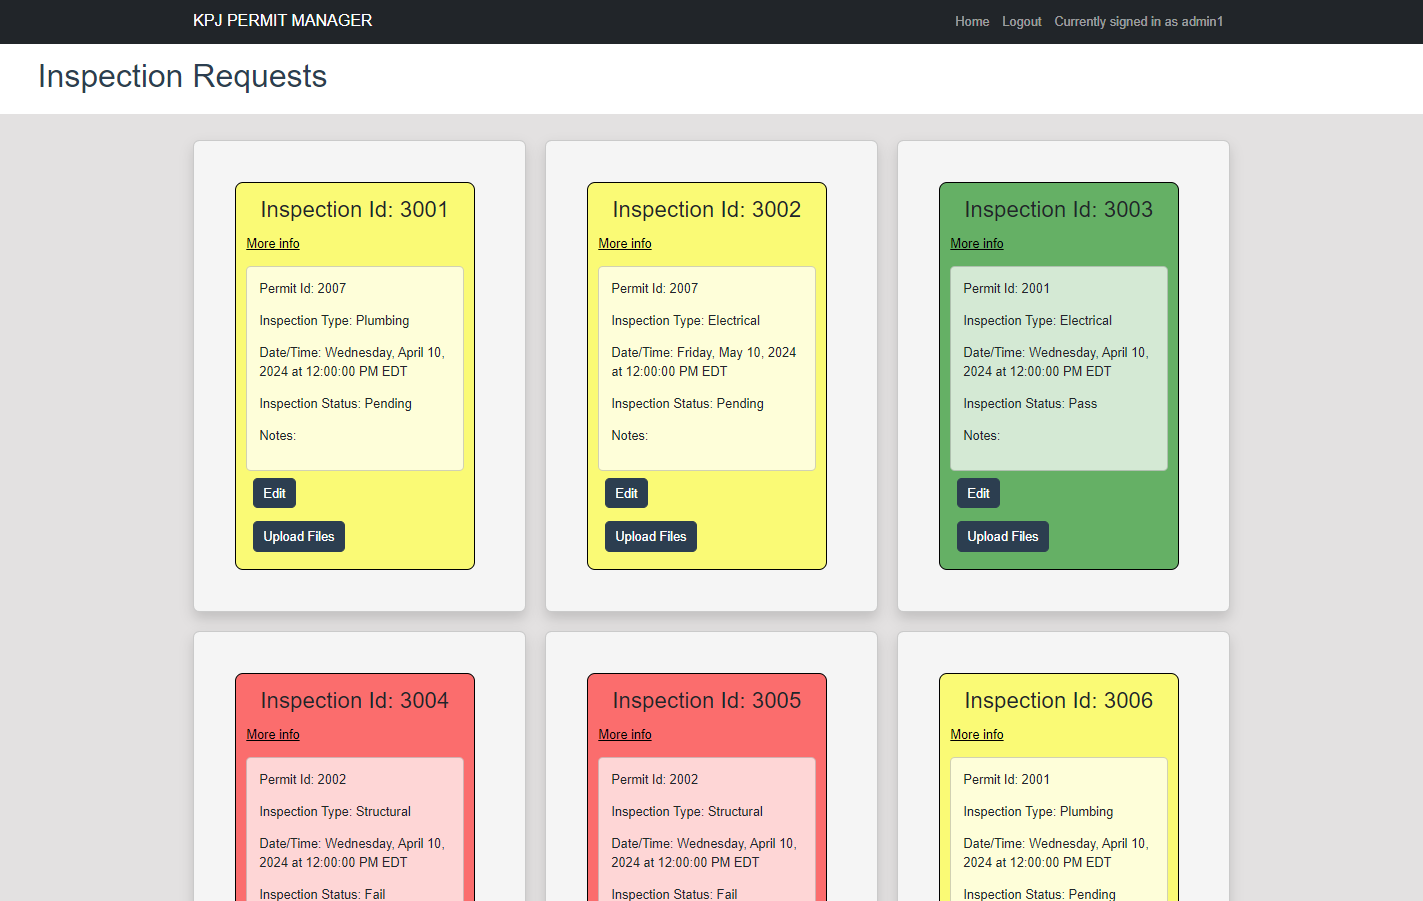 KPJ PERMIT MANAGER
Home Logout Currently signed in as admin1
Inspection Requests
Inspection Id: 3001
More info
Permit Id: 2007
Inspection Type: Plumbing
Date/Time: Wednesday, April 10,
2024 at 12:00:00 PM EDT
Inspection Status: Pending
Notes:
Edit
Upload Files
Inspection Id: 3002
More info
Permit Id: 2007
Inspection Type: Electrical
Date/Time: Friday, May 10, 2024
at 12:00:00 PM EDT
Inspection Status: Pending
Notes:
Edit
Upload Files
Inspection Id: 3003
More info
Permit Id: 2001
Inspection Type: Electrical
Date/Time: Wednesday, April 10,
2024 at 12:00:00 PM EDT
Inspection Status: Pass
Notes:
Edit
Upload Files
Inspection Id: 3004
More info
Permit Id: 2002
Inspection Type: Structural
Date/Time: Wednesday, April 10,
2024 at 12:00:00 PM EDT
Inspection Status: Fail
Inspection Id: 3005
More info
Permit Id: 2002
Inspection Type: Structural
Date/Time: Wednesday, April 10,
2024 at 12:00:00 PM EDT
Inspection Status: Fail
Inspection Id: 3006
More info
Permit Id: 2001
Inspection Type: Plumbing
Date/Time: Wednesday, April 10,
2024 at 12:00:00 PM EDT
Inspection Status: Pending